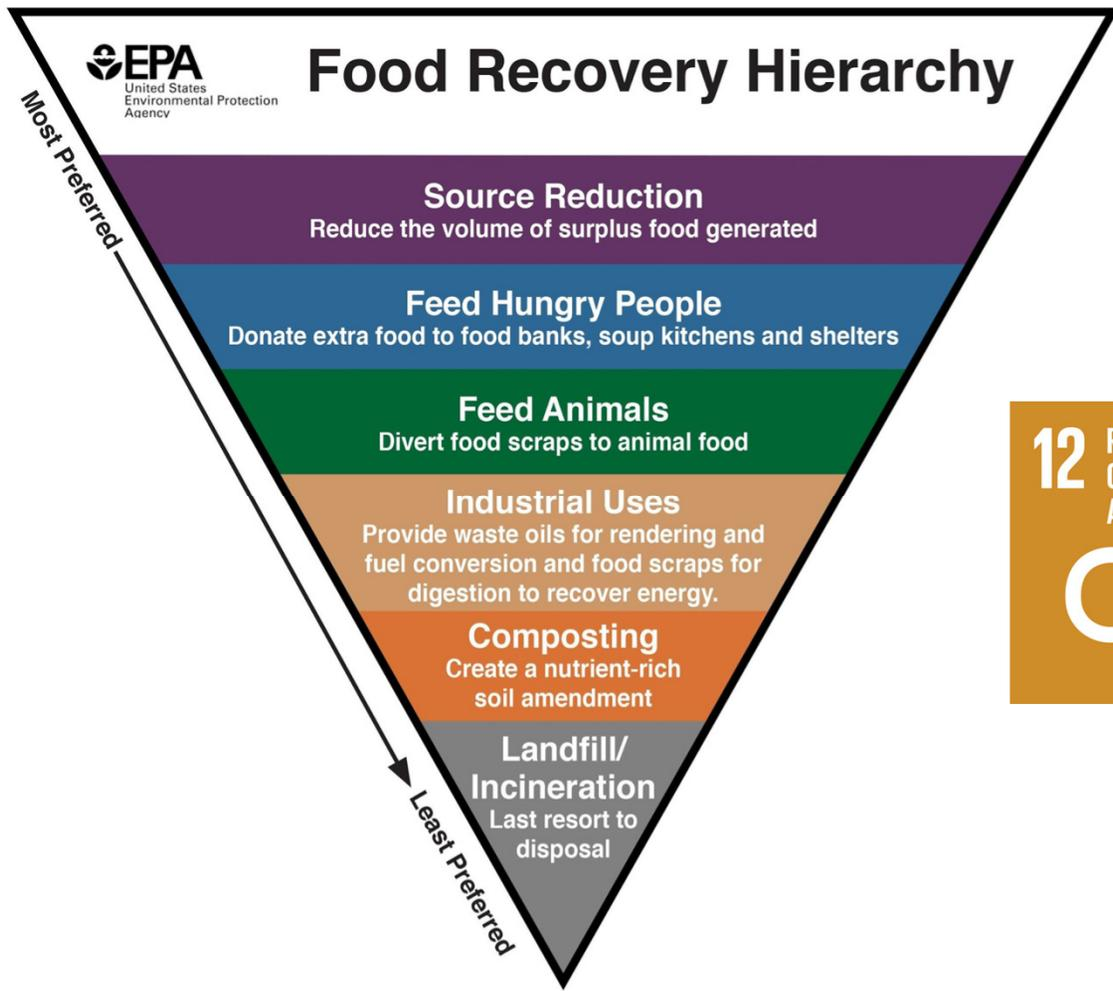 EPA
United States
Environmental Protection
Agency
Food Recovery Hierarchy
Most Preferred
Source Reduction
Reduce the volume of surplus food generated
Feed Hungry People
Donate extra food to food banks, soup kitchens and shelters
Feed Animals
Divert food scraps to animal food
Industrial Uses
Provide waste oils for rendering and
fuel conversion and food scraps for
digestion to recover energy.
Composting
Create a nutrient-rich
soil amendment
Landfill/
Incineration
Last resort to
disposal
Least Preferred
12